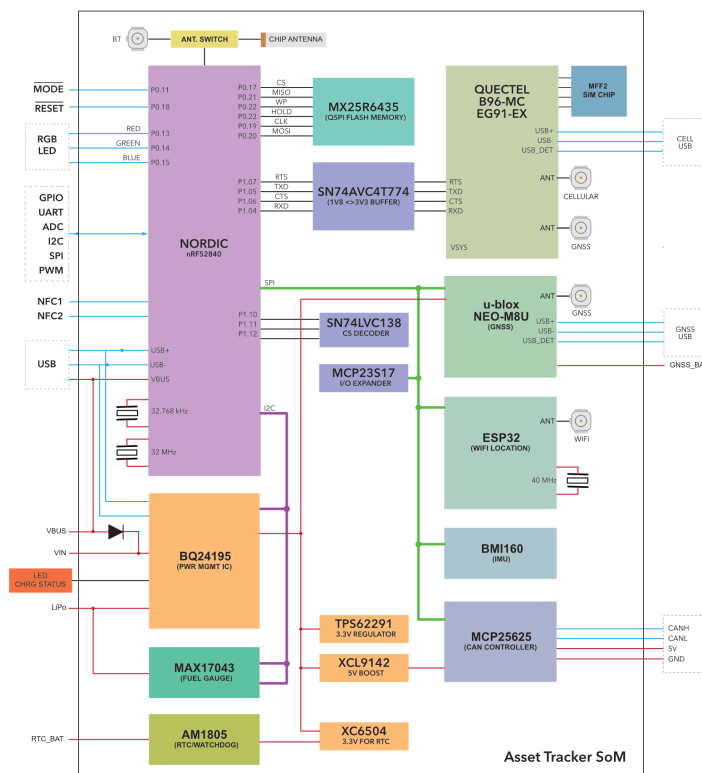 BT
ANT. SWITCH
CHIP ANTENNA
MODE
RESET
RGB
LED
RED
GREEN
BLUE
GPIO
UART
ADC
I2C
SPI
PWM
NFC1
NFC2
USB
P0.11
P0.18
P0.13
P0.14
P0.15
NORDIC
nRF52840
USB+
USB-
VBUS
32.768 kHz
32 MHz
P0.17
P0.21
P0.22
P0.23
P0.19
P0.20
CS
MISO
WP
HOLD
CLK
MOSI
MX25R6435
(QSPI FLASH MEMORY)
P1.07
P1.05
P1.06
P1.04
RTS
TXD
CTS
RXD
SN74AVC4T774
(1V8 <>3V3 BUFFER)
QUECTEL
B96-MC
EG91-EX
RTS
TXD
CTS
RXD
VSYS
USB+
USB-
USB_DET
ANT
ANT
MFF2
SIM CHIP
CELL
USB
CELLULAR
GNSS
SPI
P1.10
P1.11
P1.12
SN74LVC138
CS DECODER
MCP23S17
I/O EXPANDER
I2C
u-blox
NEO-M8U
(GNSS)
ANT
USB+
USB-
USB_DET
GNSS
GNSS
USB
GNSS_BA
ESP32
(WIFI LOCATION)
ANT
WIFI
40 MHz
BMI160
(IMU)
VBUS
VIN
LED
CHRG STATUS
LiPo
BQ24195
(PWR MGMT IC)
TPS62291
3.3V REGULATOR
XCL9142
5V BOOST
MCP25625
(CAN CONTROLLER)
CANH
CANL
5V
GND
MAX17043
(FUEL GAUGE)
RTC_BAT
AM1805
(RTC/WATCHDOG)
XC6504
3.3V FOR RTC
Asset Tracker SoM